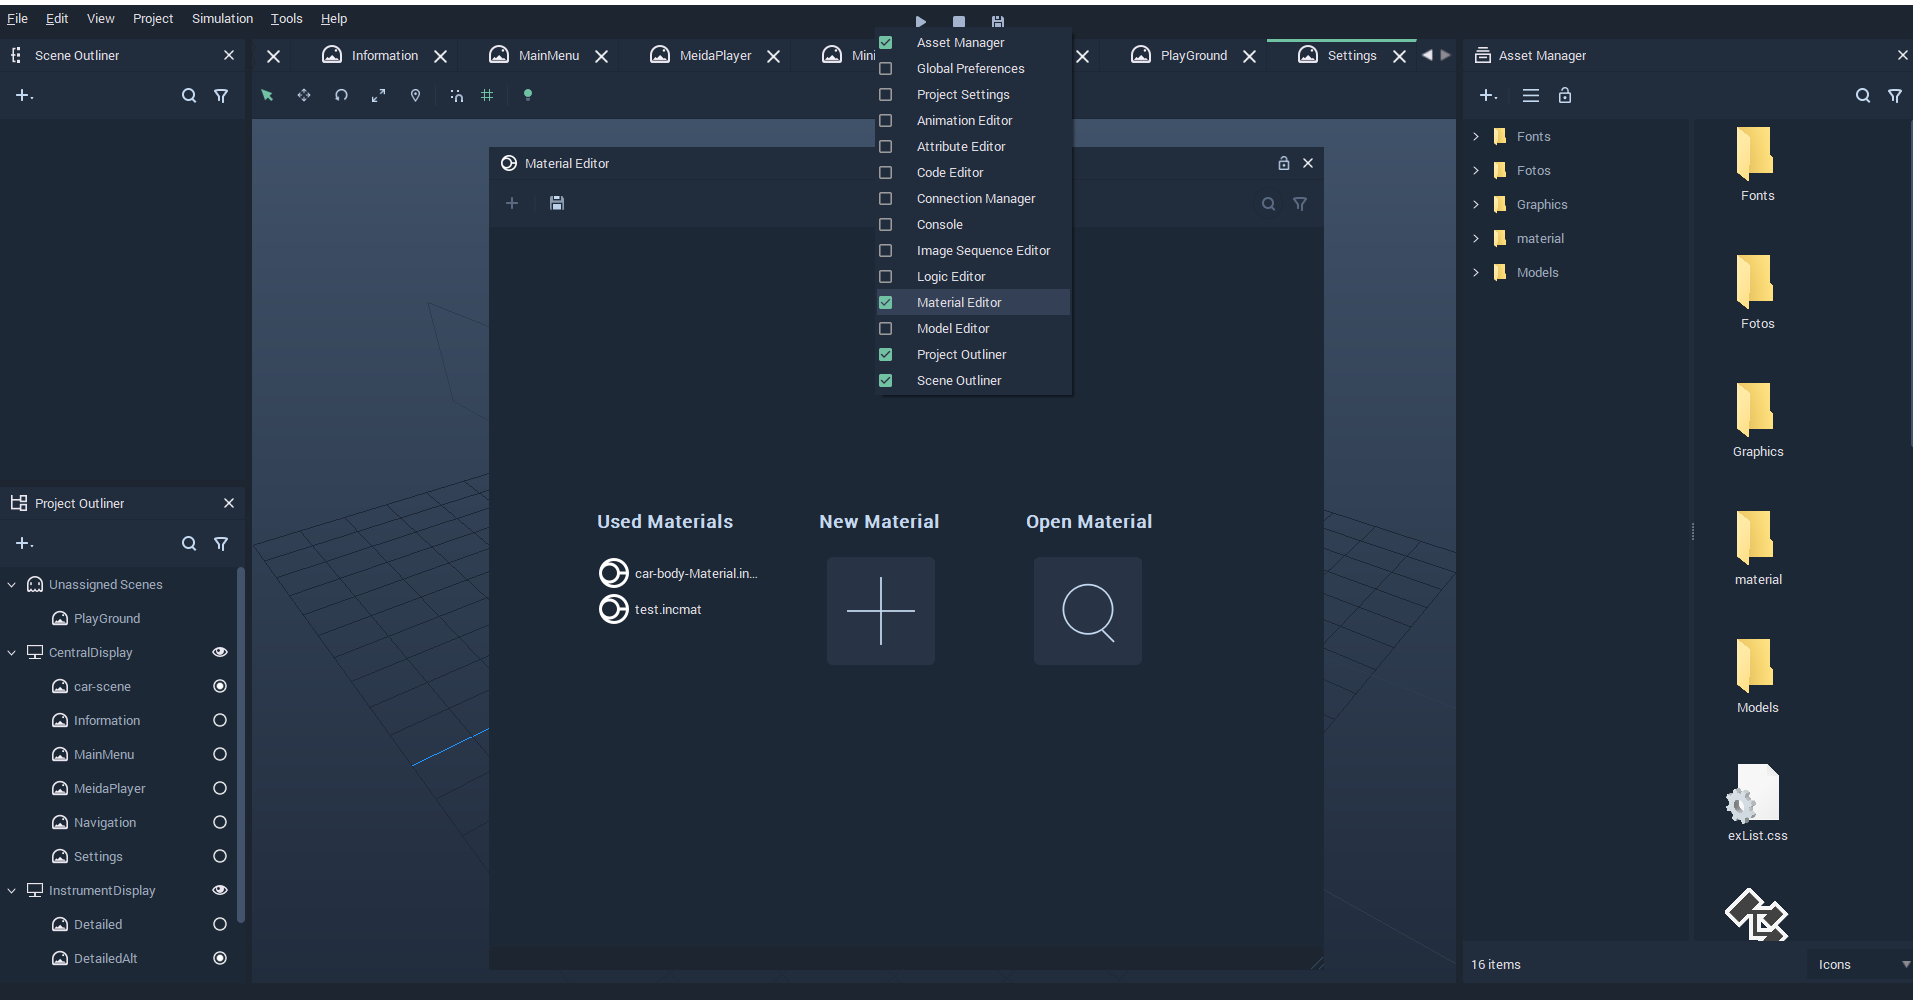 File Edit View Project Simulation Tools Help
Scene Outliner
Information
MainMenu
MeidaPlayer
Mini
PlayGround
Settings
Asset Manager
Asset Manager
Global Preferences
Project Settings
Animation Editor
Attribute Editor
Code Editor
Connection Manager
Console
Image Sequence Editor
Logic Editor
Material Editor
Model Editor
Project Outliner
Scene Outliner
Material Editor
Used Materials
car-body-Material.in...
test.incmat
New Material
Open Material
Project Outliner
Unassigned Scenes
PlayGround
CentralDisplay
car-scene
Information
MainMenu
MeidaPlayer
Navigation
Settings
InstrumentDisplay
Detailed
DetailedAlt
Fonts
Fotos
Graphics
material
Models
Fonts
Fotos
Graphics
material
Models
exList.css
16 items
Icons